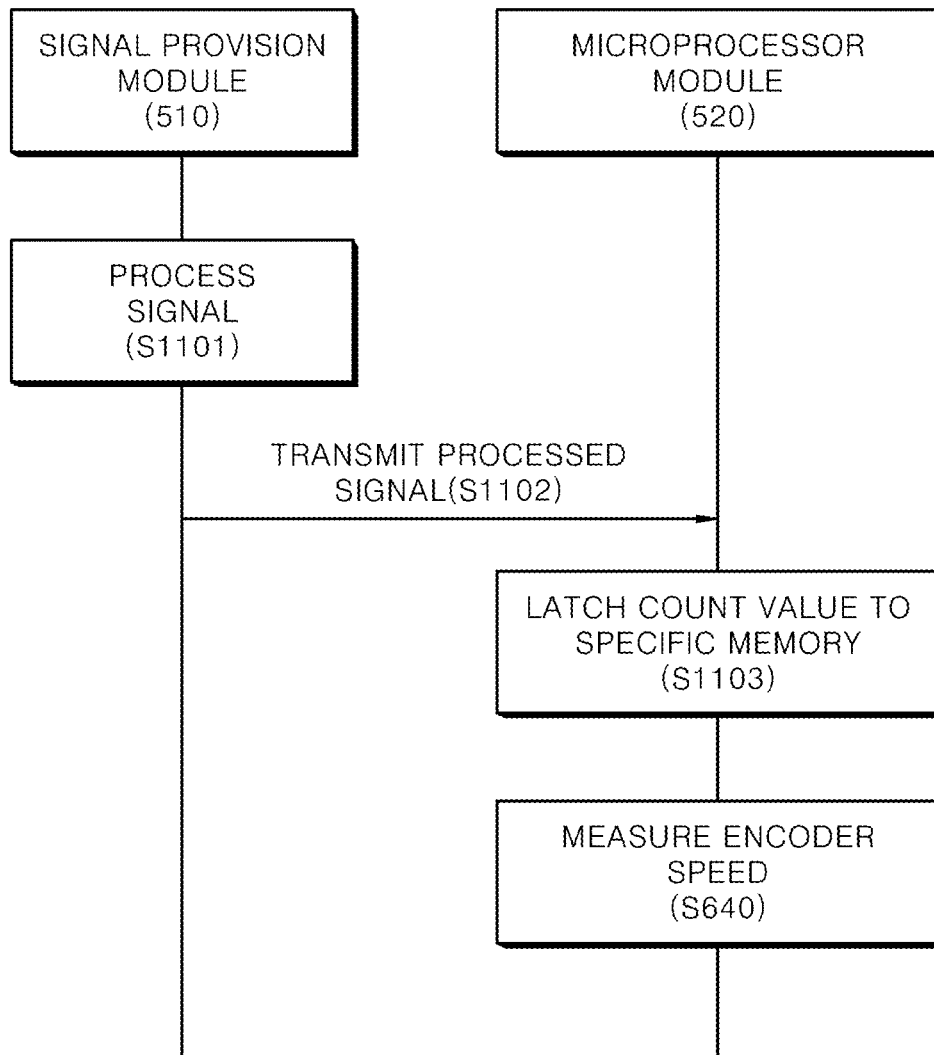 SIGNAL PROVISION
MODULE
(510)
MICROPROCESSOR
MODULE
(520)
PROCESS
SIGNAL
(S1101)
TRANSMIT PROCESSED
SIGNAL(S1102)
LATCH COUNT VALUE TO
SPECIFIC MEMORY
(S1103)
MEASURE ENCODER
SPEED
(S640)